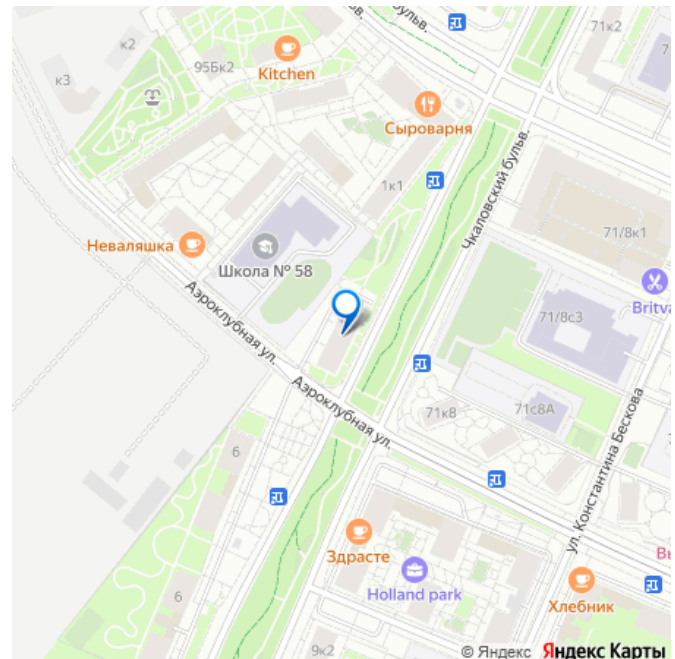 бульв.
71к2
к2
к3
95Бк2
Kitchen
Сыроварня
Чкаловский бульв.
1к1
71/8к1
Неваляшка
Школа № 58
Аэроклубная ул.
71/8с3
Аэроклубная ул.
71к8
71с8А
ул. Константина Бескова
6
Здрасте
6
Holland park
Хлебник
9к2
© Яндекс Яндекс Карты